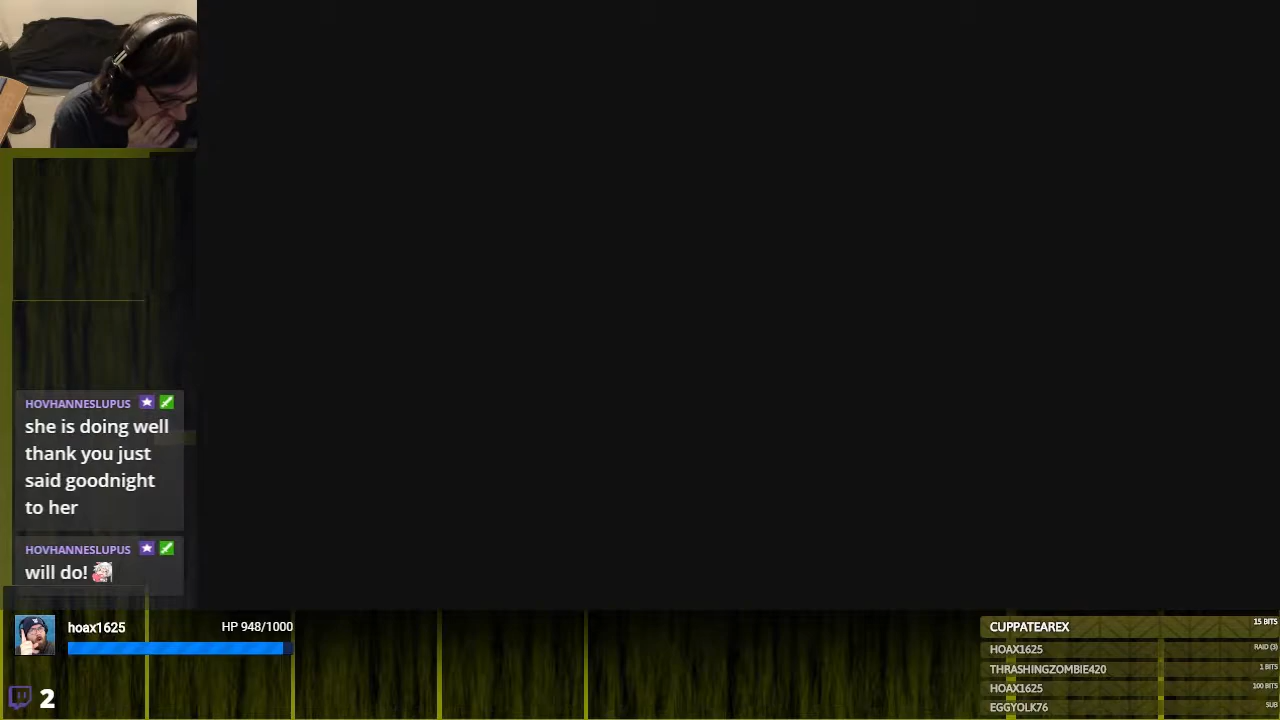 HOVHANNESLUPUS
she is doing well
thank you just
said goodnight
to her
HOVHANNESLUPUS
will do!
hoax1625
HP 948/1000
2
CUPPATEAREX
15 BITS
HOAX1625
RAID (3)
THRASHINGZOMBIE420
1 BITS
HOAX1625
100 BITS
EGGYOLK76
SUB